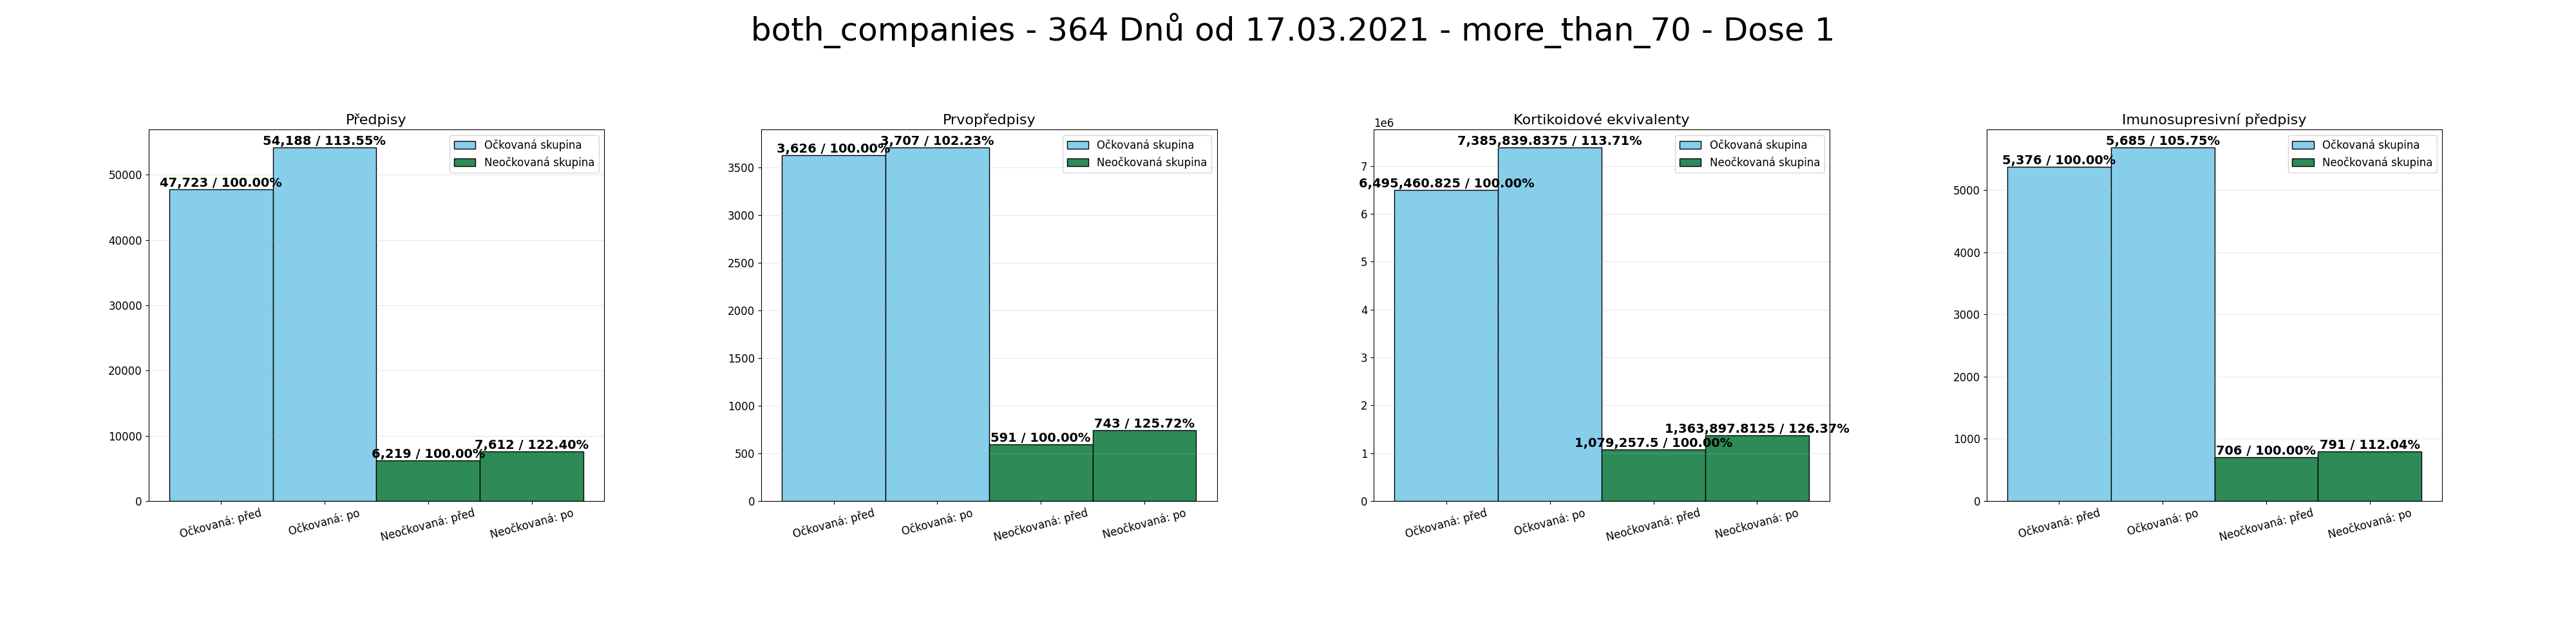 both_companies - 364 Dnů od 17.03.2021 - more_than_70 - Dose 1
Předpisy
54,188 / 113.55%
47,723 / 100.00%
7,612 / 122.40%
6,219 / 100.00%
Očkovaná skupina
Neočkovaná skupina
50000
40000
30000
20000
10000
0
Očkovaná: před
Očkovaná: po
Neočkovaná: před
Neočkovaná: po
Prvopředpisy
3,626 / 100.00%
3,707 / 102.23%
591 / 100.00%
743 / 125.72%
Očkovaná skupina
Neočkovaná skupina
3500
3000
2500
2000
1500
1000
500
0
Očkovaná: před
Očkovaná: po
Neočkovaná: před
Neočkovaná: po
Kortikoidové ekvivalenty
1e6
7,385,839.8375 / 113.71%
6,495,460.825 / 100.00%
1,363,897.8125 / 126.37%
1,079,257.5 / 100.00%
Očkovaná skupina
Neočkovaná skupina
7
6
5
4
3
2
1
0
Očkovaná: před
Očkovaná: po
Neočkovaná: před
Neočkovaná: po
Imunosupresivní předpisy
5,685 / 105.75%
5,376 / 100.00%
706 / 100.00%
791 / 112.04%
Očkovaná skupina
Neočkovaná skupina
5000
4000
3000
2000
1000
0
Očkovaná: před
Očkovaná: po
Neočkovaná: před
Neočkovaná: po